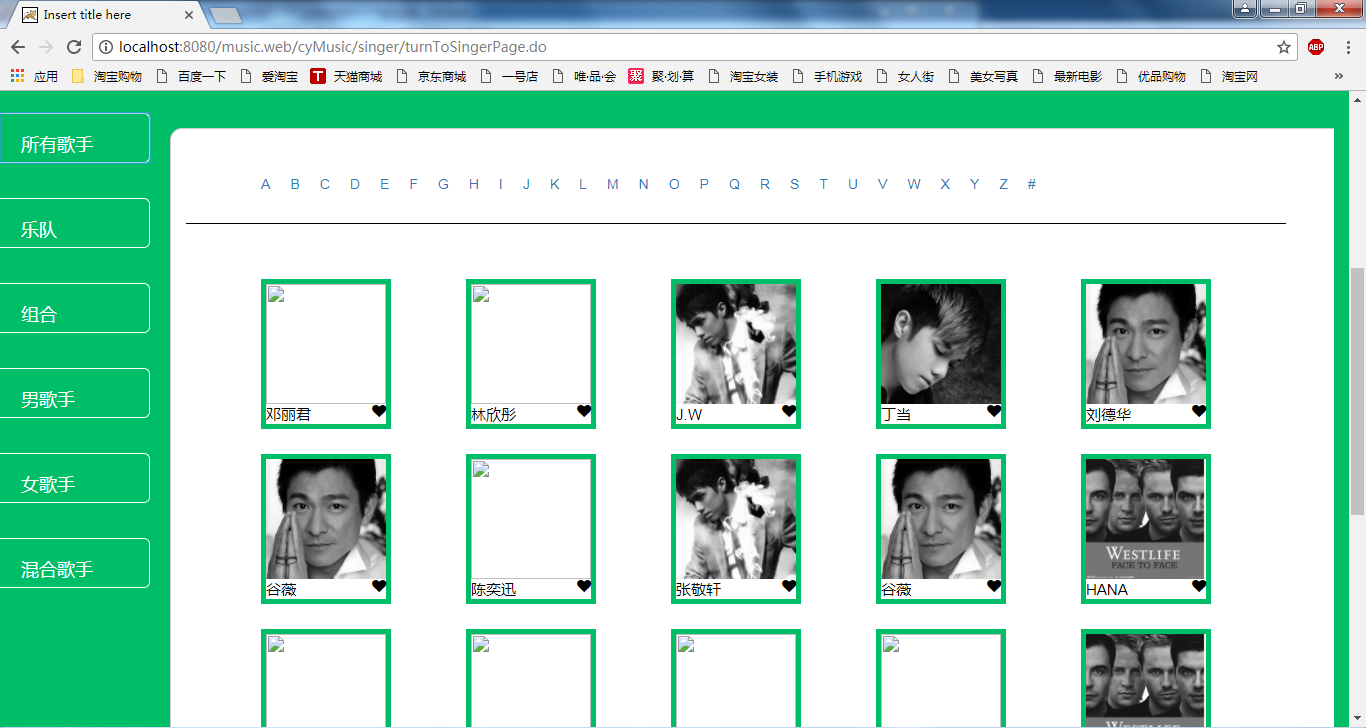 Insert title here
localhost:8080/music.web/cyMusic/singer/turnToSingerPage.do
ABP
应用 淘宝购物 百度一下 爱淘宝 T 天猫商城 京东商城 一号店 唯·品·会 聚 聚·划·算 淘宝女装 手机游戏 女人街 美女写真 最新电影 优品购物 淘宝网 »
所有歌手
乐队
组合
男歌手
女歌手
混合歌手
A B C D E F G H I J K L M N O P Q R S T U V W X Y Z #
邓丽君 林欣彤 J.W 丁当 刘德华
WESTLIFE
FACE TO FACE
谷薇 陈奕迅 张敬轩 谷薇 HANA
WESTLIFE